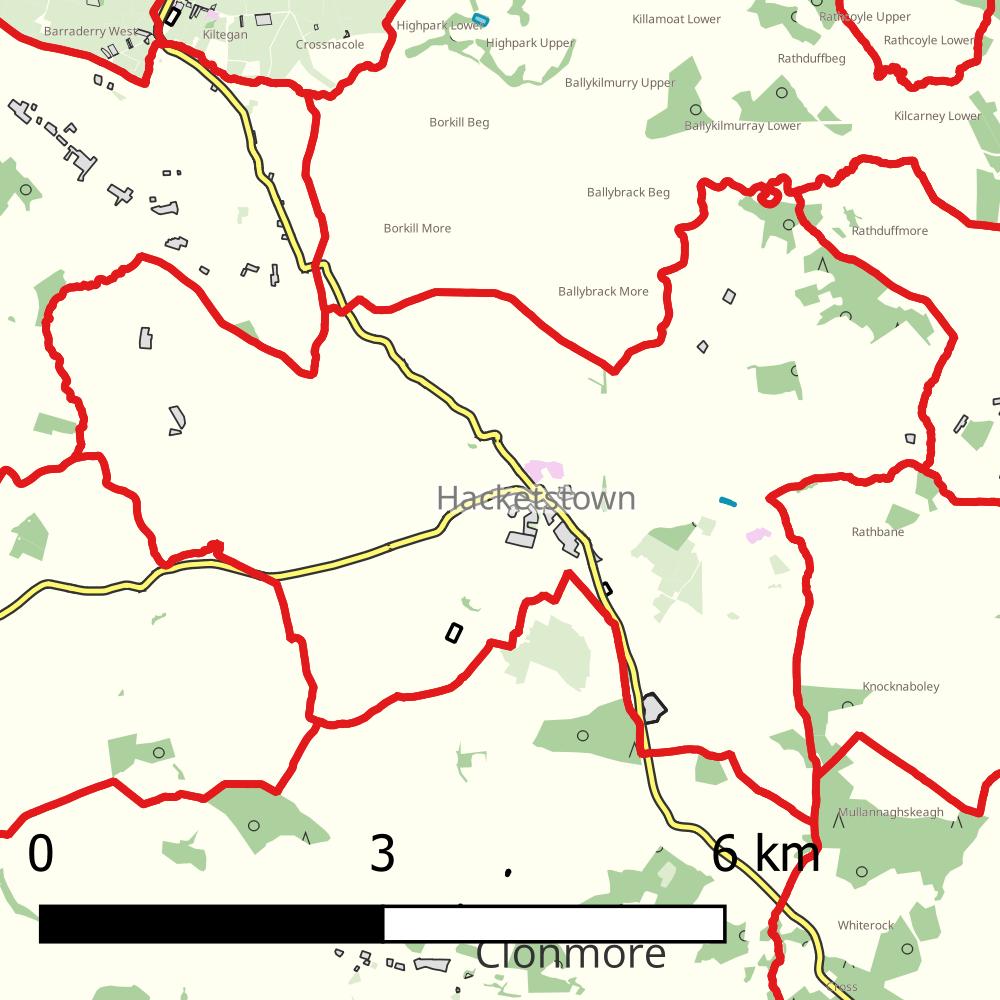 Rathcoyle Upper
Killamoat Lower
Highpark Lower
Barraderry West
Kiltegan
Crossnacole
Highpark Upper
Rathcoyle Lower
Rathduffbeg
Ballykilmurry Upper
Kilcarney Lower
Borkill Beg
Ballykilmurray Lower
Ballybrack Beg
Borkill More
Rathduffmore
Ballybrack More
Hacketstown
Rathbane
Knocknaboley
Mullannaghskeagh
0 3 6 km
Whiterock
Clonmore
Cross